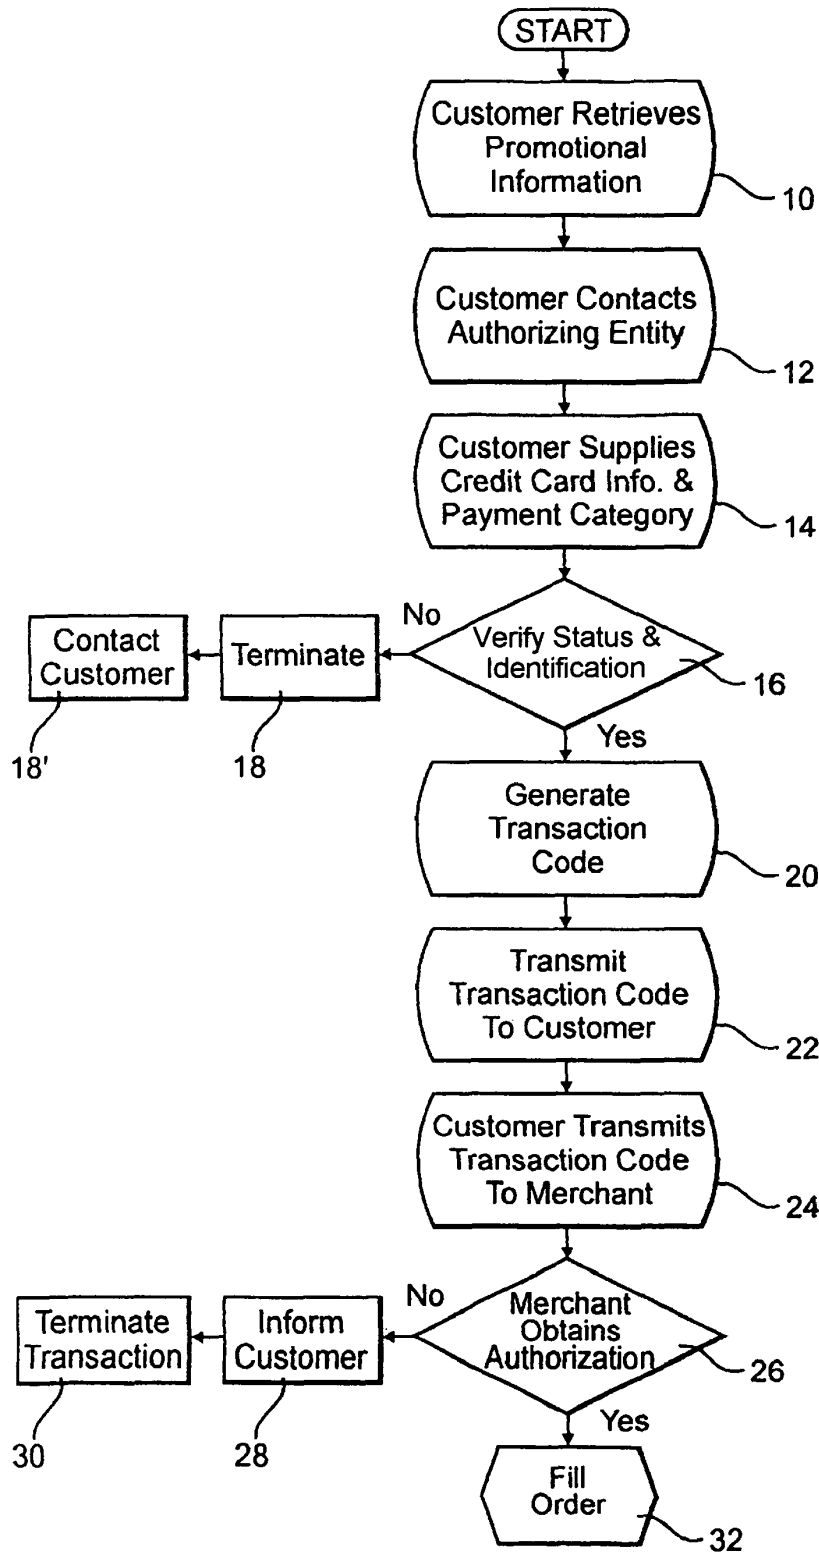 START
Customer Retrieves
Promotional
Information
10
Customer Contacts
Authorizing Entity
12
Customer Supplies
Credit Card Info. &
Payment Category
14
No
Verify Status &
Identification
16
Terminate
18
Contact
Customer
18'
Yes
Generate
Transaction
Code
20
Transmit
Transaction Code
To Customer
22
Customer Transmits
Transaction Code
To Merchant
24
No
Merchant
Obtains
Authorization
26
Inform
Customer
28
Terminate
Transaction
30
Yes
Fill
Order
32